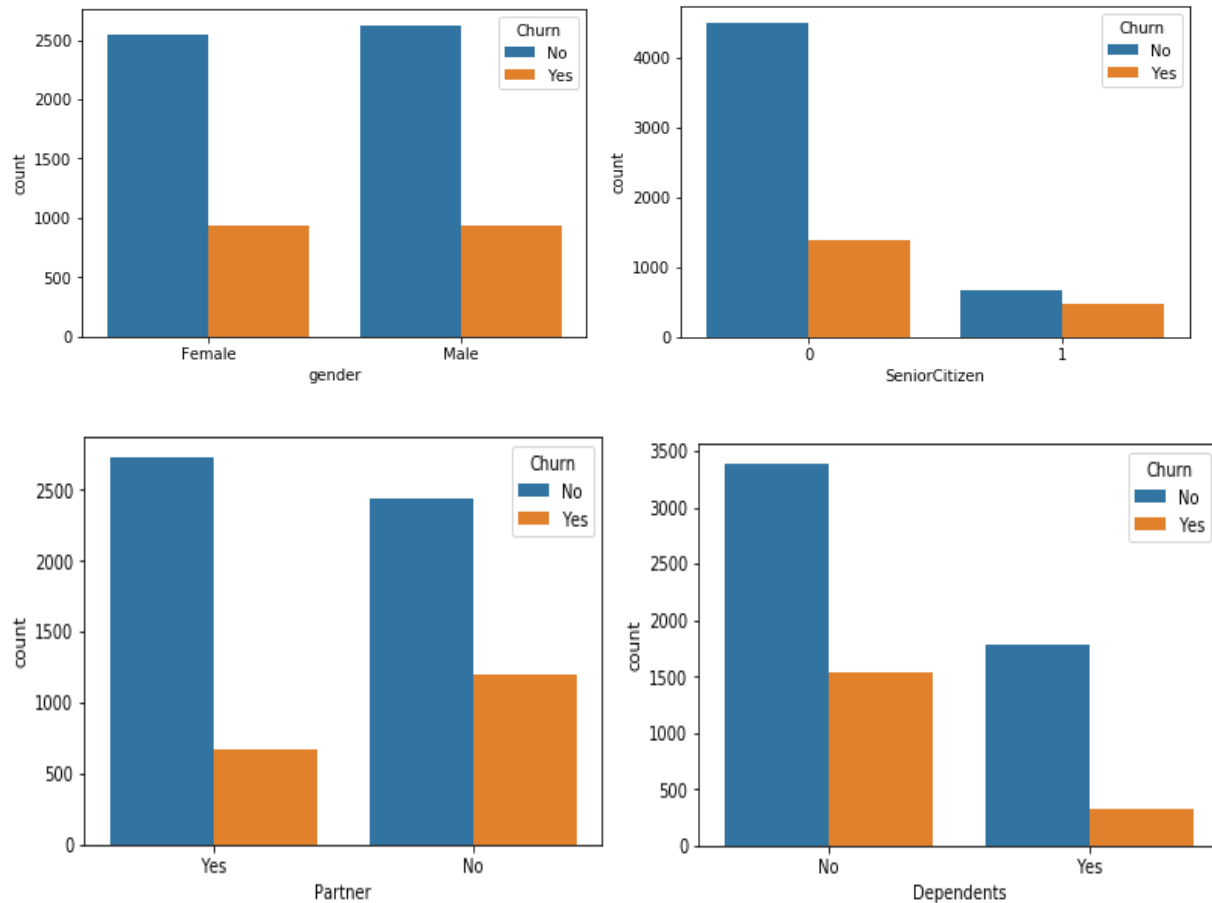 Churn
No
Yes
2500
2000
1500
1000
500
0
count
Female Male
gender
Churn
No
Yes
4000
3000
2000
1000
0
count
0 1
SeniorCitizen
Churn
No
Yes
2500
2000
1500
1000
500
0
count
Yes No
Partner
Churn
No
Yes
3500
3000
2500
2000
1500
1000
500
0
count
No Yes
Dependents